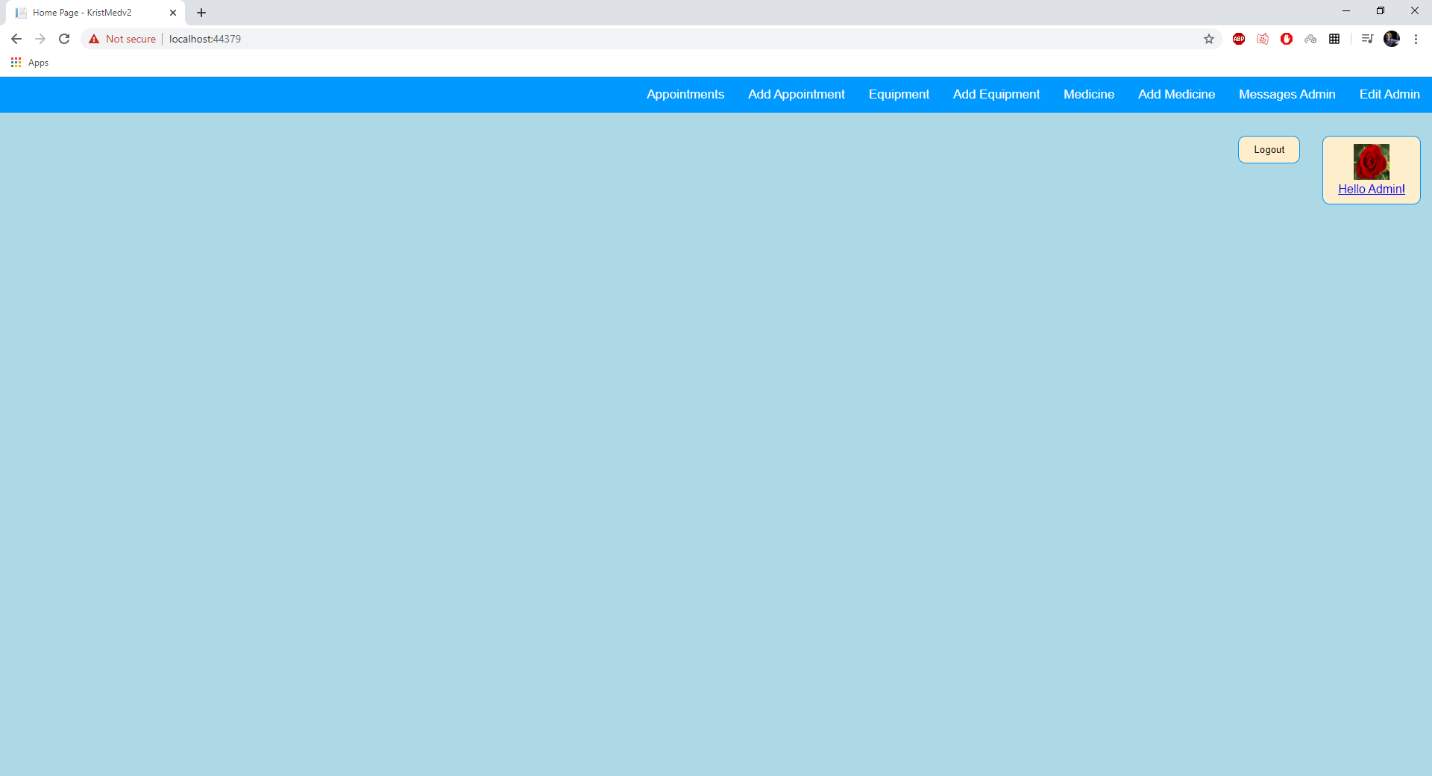 Home Page - KristMedv2
Not secure localhost:44379
ABP
Apps
Appointments Add Appointment Equipment Add Equipment Medicine Add Medicine Messages Admin Edit Admin
Logout
Hello Admin!